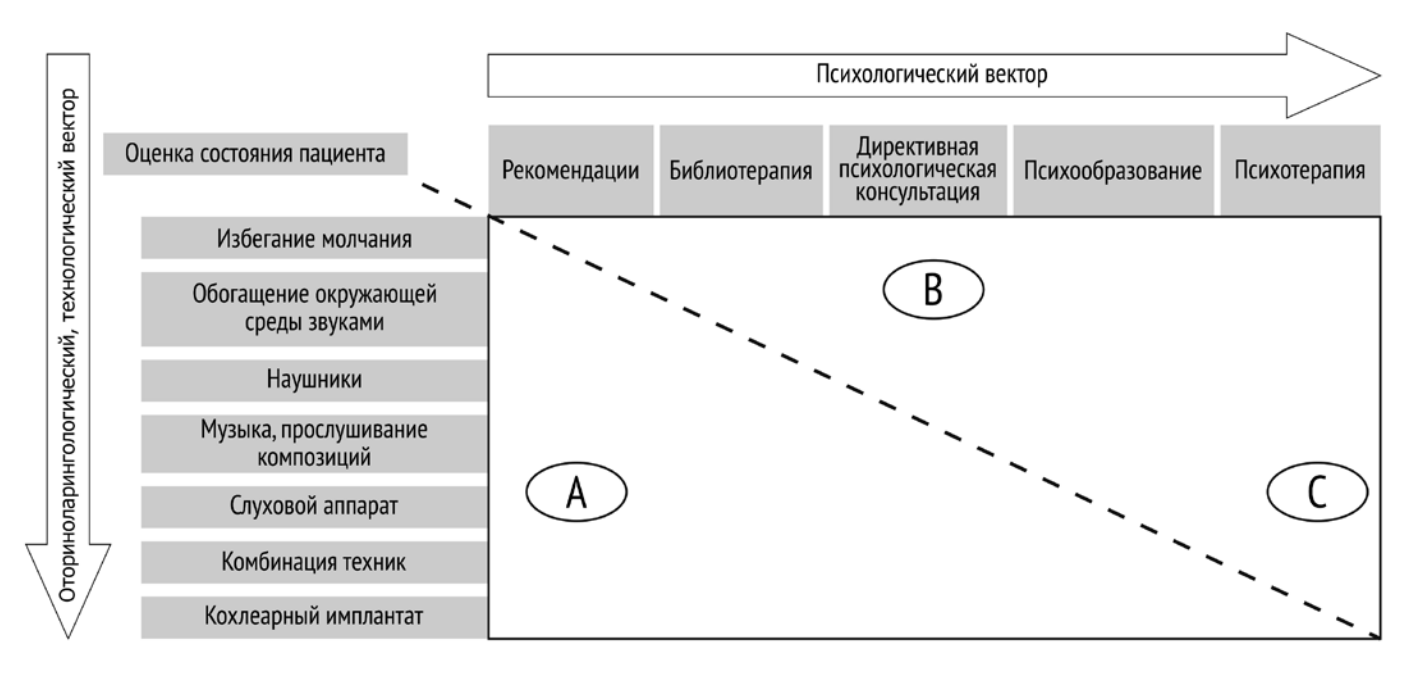 Психологический вектор
Оториноларингологический, технологический вектор
Оценка состояния пациента
Рекомендации
Библиотерапия
Директивная
психологическая
консультация
Психообразование
Психотерапия
Избегание молчания
Обогащение окружающей
среды звуками
Наушники
Музыка, прослушивание
композиций
Слуховой аппарат
Комбинация техник
Кохлеарный имплантат
B
A
C